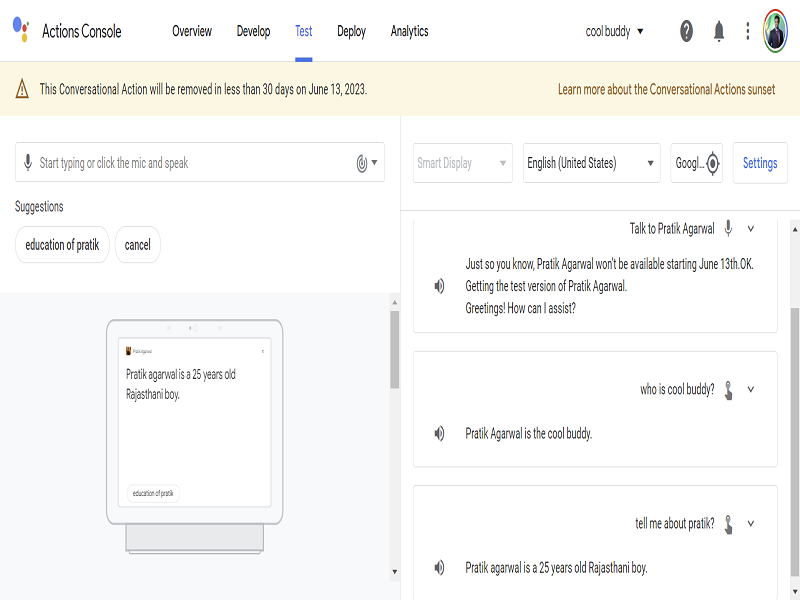 Actions Console
Overview
Develop
Test
Deploy
Analytics
cool buddy
This Conversational Action will be removed in less than 30 days on June 13, 2023.
Learn more about the Conversational Actions sunset
Start typing or click the mic and speak
Suggestions
education of pratik
cancel
Pratik Agarwal
Pratik agarwal is a 25 years old
Rajasthani boy.
education of pratik
Smart Display
English (United States)
Googl...
Settings
Talk to Pratik Agarwal
Just so you know, Pratik Agarwal won't be available starting June 13th.OK.
Getting the test version of Pratik Agarwal.
Greetings! How can I assist?
who is cool buddy?
Pratik Agarwal is the cool buddy.
tell me about pratik?
Pratik agarwal is a 25 years old Rajasthani boy.